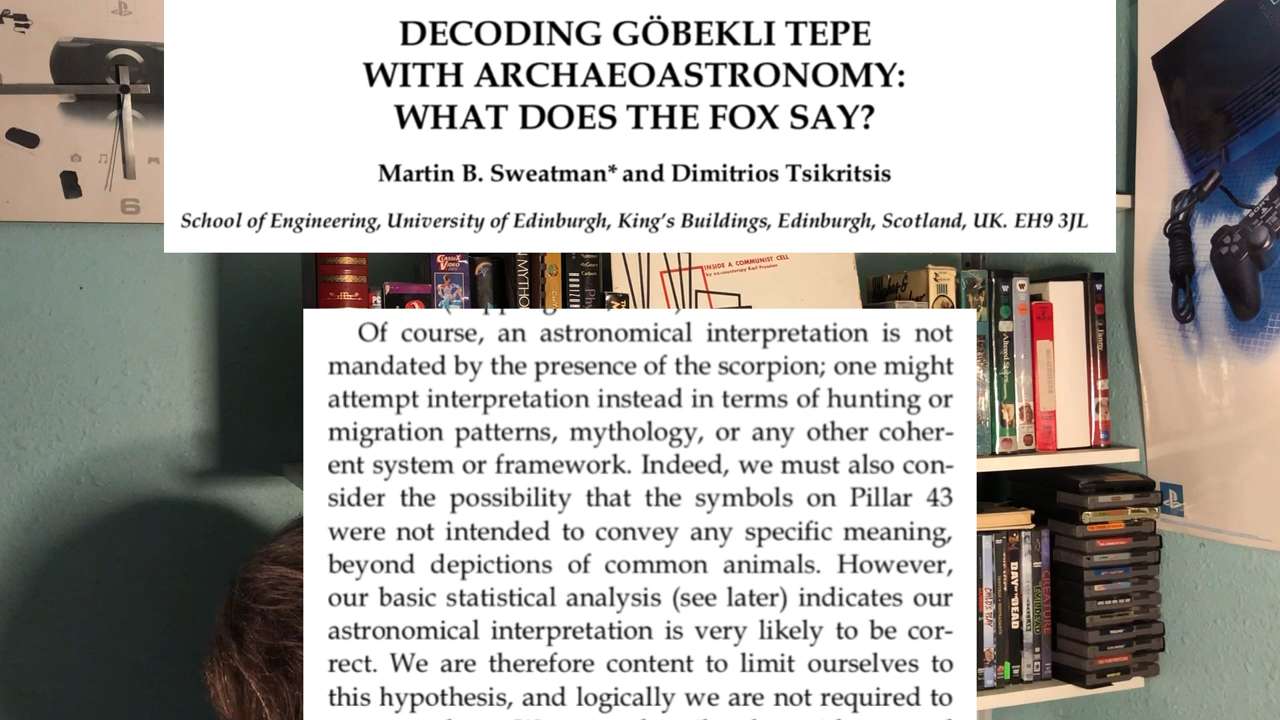 DECODING GÖBEKLI TEPE
WITH ARCHAEOASTRONOMY:
WHAT DOES THE FOX SAY?
Martin B. Sweatman* and Dimitrios Tsikritsis
School of Engineering, University of Edinburgh, King's Buildings, Edinburgh, Scotland, UK. EH9 3JL
6
INSIDE A COMMUNIST CELL
Of course, an astronomical interpretation is not
mandated by the presence of the scorpion; one might
attempt interpretation instead in terms of hunting or
migration patterns, mythology, or any other coher-
ent system or framework. Indeed, we must also con-
sider the possibility that the symbols on Pillar 43
were not intended to convey any specific meaning,
beyond depictions of common animals. However,
our basic statistical analysis (see later) indicates our
astronomical interpretation is very likely to be cor-
rect. We are therefore content to limit ourselves to
this hypothesis, and logically we are not required to
DAY DEAD
CREATURE